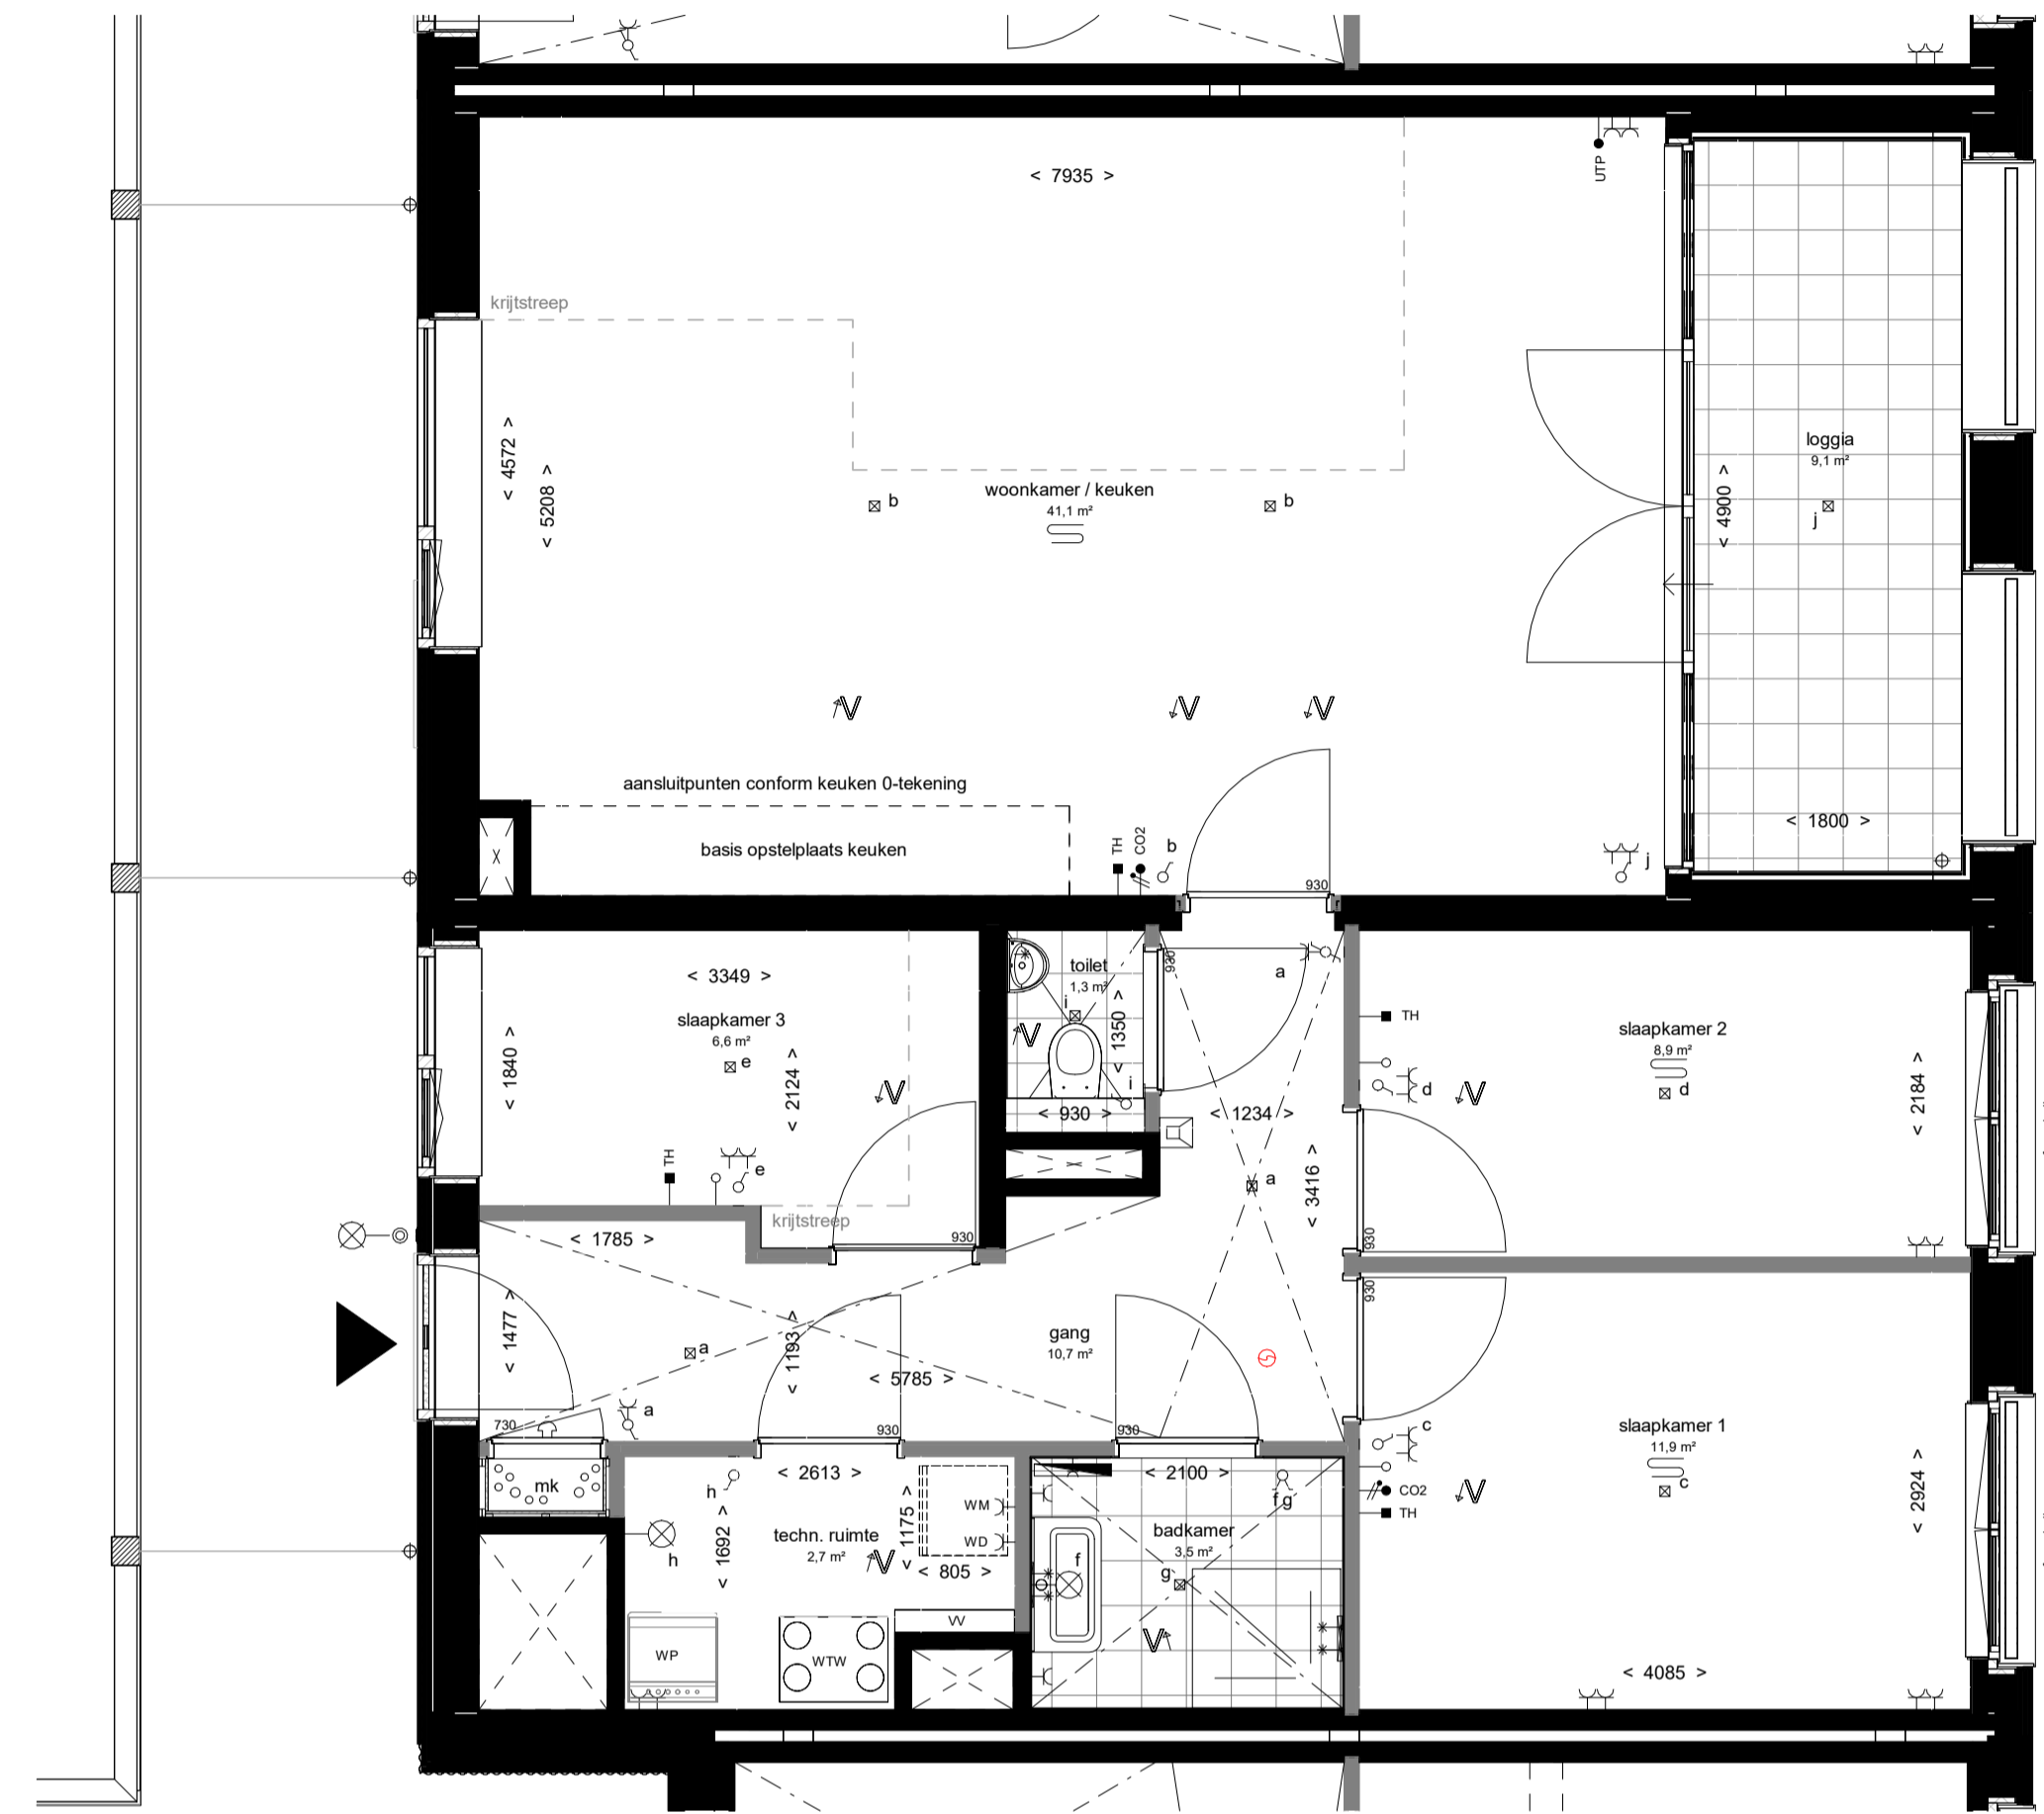 < 7935 >
UTP
krijtstreep
< 4572 >
< 5208 >
woonkamer / keuken
41,1 m²
b
b
loggia
9,1 m²
j
< 4900 >
V
V
V
aansluitpunten conform keuken 0-tekening
basis opstelplaats keuken
TH
CO2
b
930
j
< 1800 >
< 3349 >
slaapkamer 3
6,6 m²
e
< 1840 >
< 2124 >
V
TH
e
krijtstreep
930
toilet
1,3 m²
i
V
< 1350 >
i
< 930 >
930
a
< 1234 >
a
< 3416 >
TH
d
V
930
slaapkamer 2
8,9 m²
d
< 2184 >
< 1785 >
< 1477 >
a
< 1193 >
< 5785 >
gang
10,7 m²
930
a
730
930
930
mk
h
< 2613 >
< 1692 >
techn. ruimte
2,7 m²
V
< 1175 >
WM
WD
< 805 >
h
WP
WTW
VV
< 2100 >
f g
badkamer
3,5 m²
f
g
V
c
CO2
TH
V
slaapkamer 1
11,9 m²
c
< 2924 >
< 4085 >